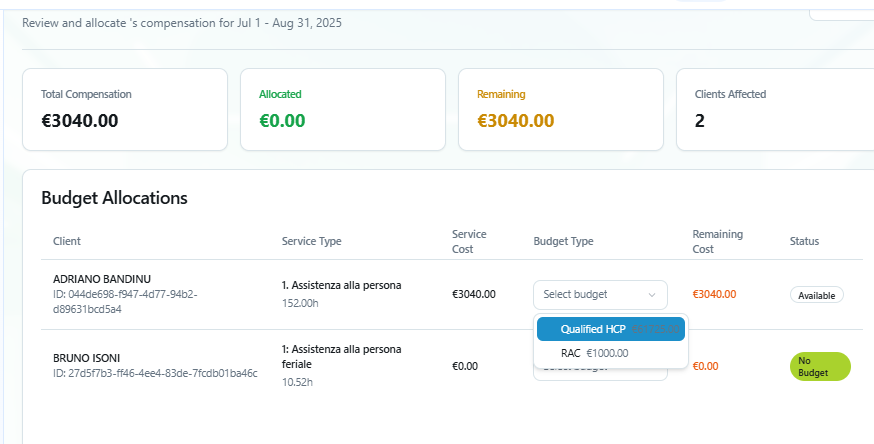 Review and allocate 's compensation for Jul 1 - Aug 31, 2025
Total Compensation
€3040.00
Allocated
€0.00
Remaining
€3040.00
Clients Affected
2
Budget Allocations
Client
Service Type
Service
Cost
Budget Type
Remaining
Cost
Status
ADRIANO BANDINU
ID: 044de698-f947-4d77-94b2-
d89631bcd5a4
1. Assistenza alla persona
152.00h
€3040.00
Select budget
€3040.00
Available
Qualified HCP
RAC €1000.00
BRUNO ISONI
ID: 27d5f7b3-ff46-4ee4-83de-7fcdb01ba46c
1: Assistenza alla persona
feriale
10.52h
€0.00
€0.00
No
Budget